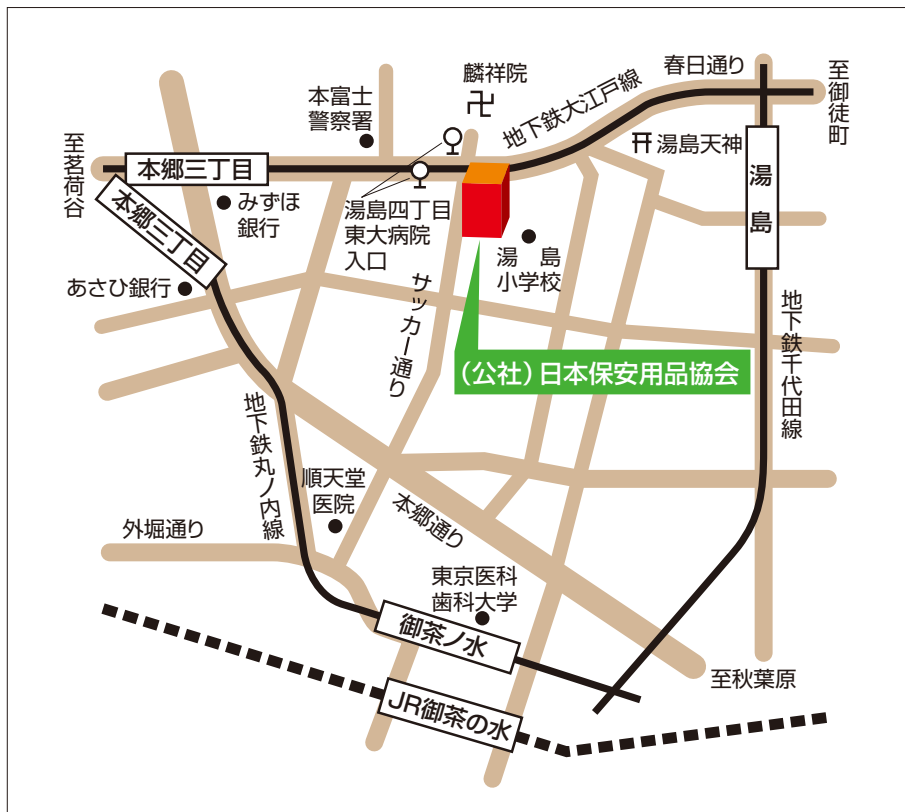 春日通り
至御徒町
麟祥院
地下鉄大江戸線
本富士
警察署
湯島天神
至茗荷谷
本郷三丁目
湯島
本郷三丁目
みずほ
銀行
湯島四丁目
東大病院
入口
湯 島
小学校
あさひ銀行
サッカー通り
地下鉄千代田線
(公社)日本保安用品協会
地下鉄丸ノ内線
順天堂
医院
本郷通り
外堀通り
東京医科
歯科大学
御茶ノ水
至秋葉原
JR御茶の水